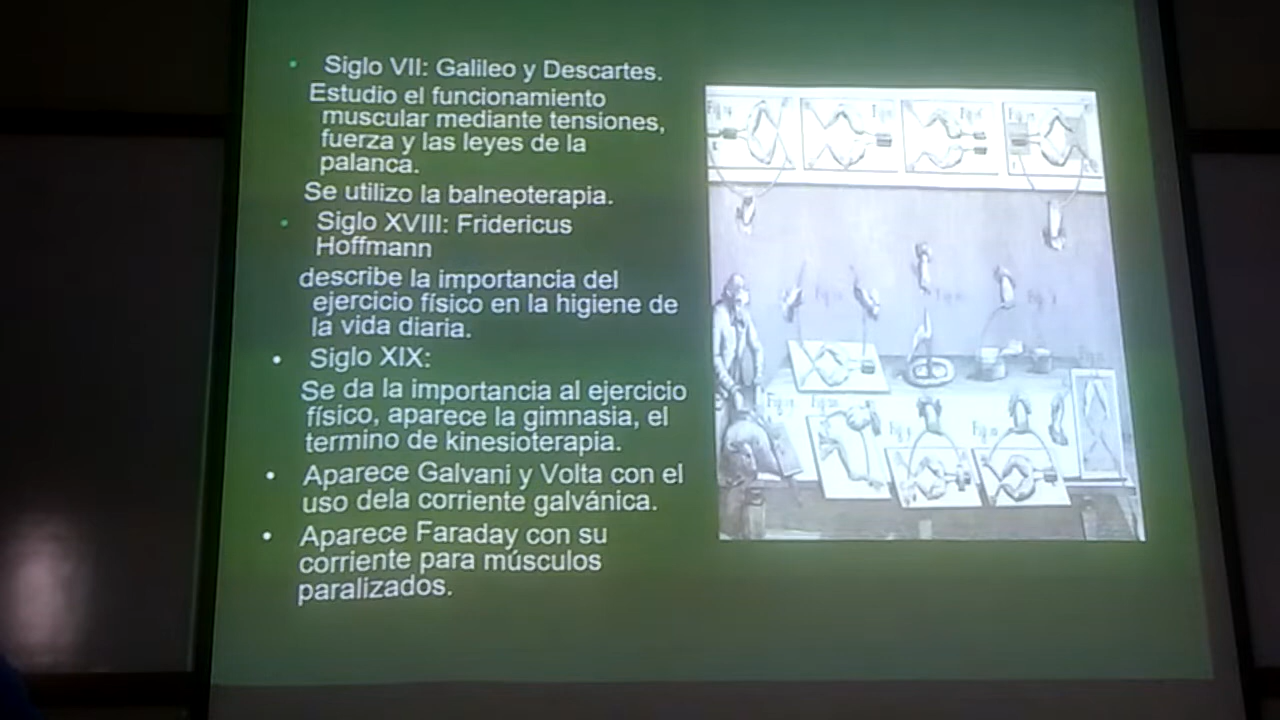 Siglo VII: Galileo y Descartes.
Estudio el funcionamiento
muscular mediante tensiones,
fuerza y las leyes de la
palanca.
Se utilizo la balneoterapia.
Siglo XVIII: Fridericus
Hoffmann
describe la importancia del
ejercicio físico en la higiene de
la vida diaria.
Siglo XIX:
Se da la importancia al ejercicio
físico, aparece la gimnasia, el
termino de kinesioterapia.
Aparece Galvani y Volta con el
uso dela corriente galvánica.
Aparece Faraday con su
corriente para músculos
paralizados.